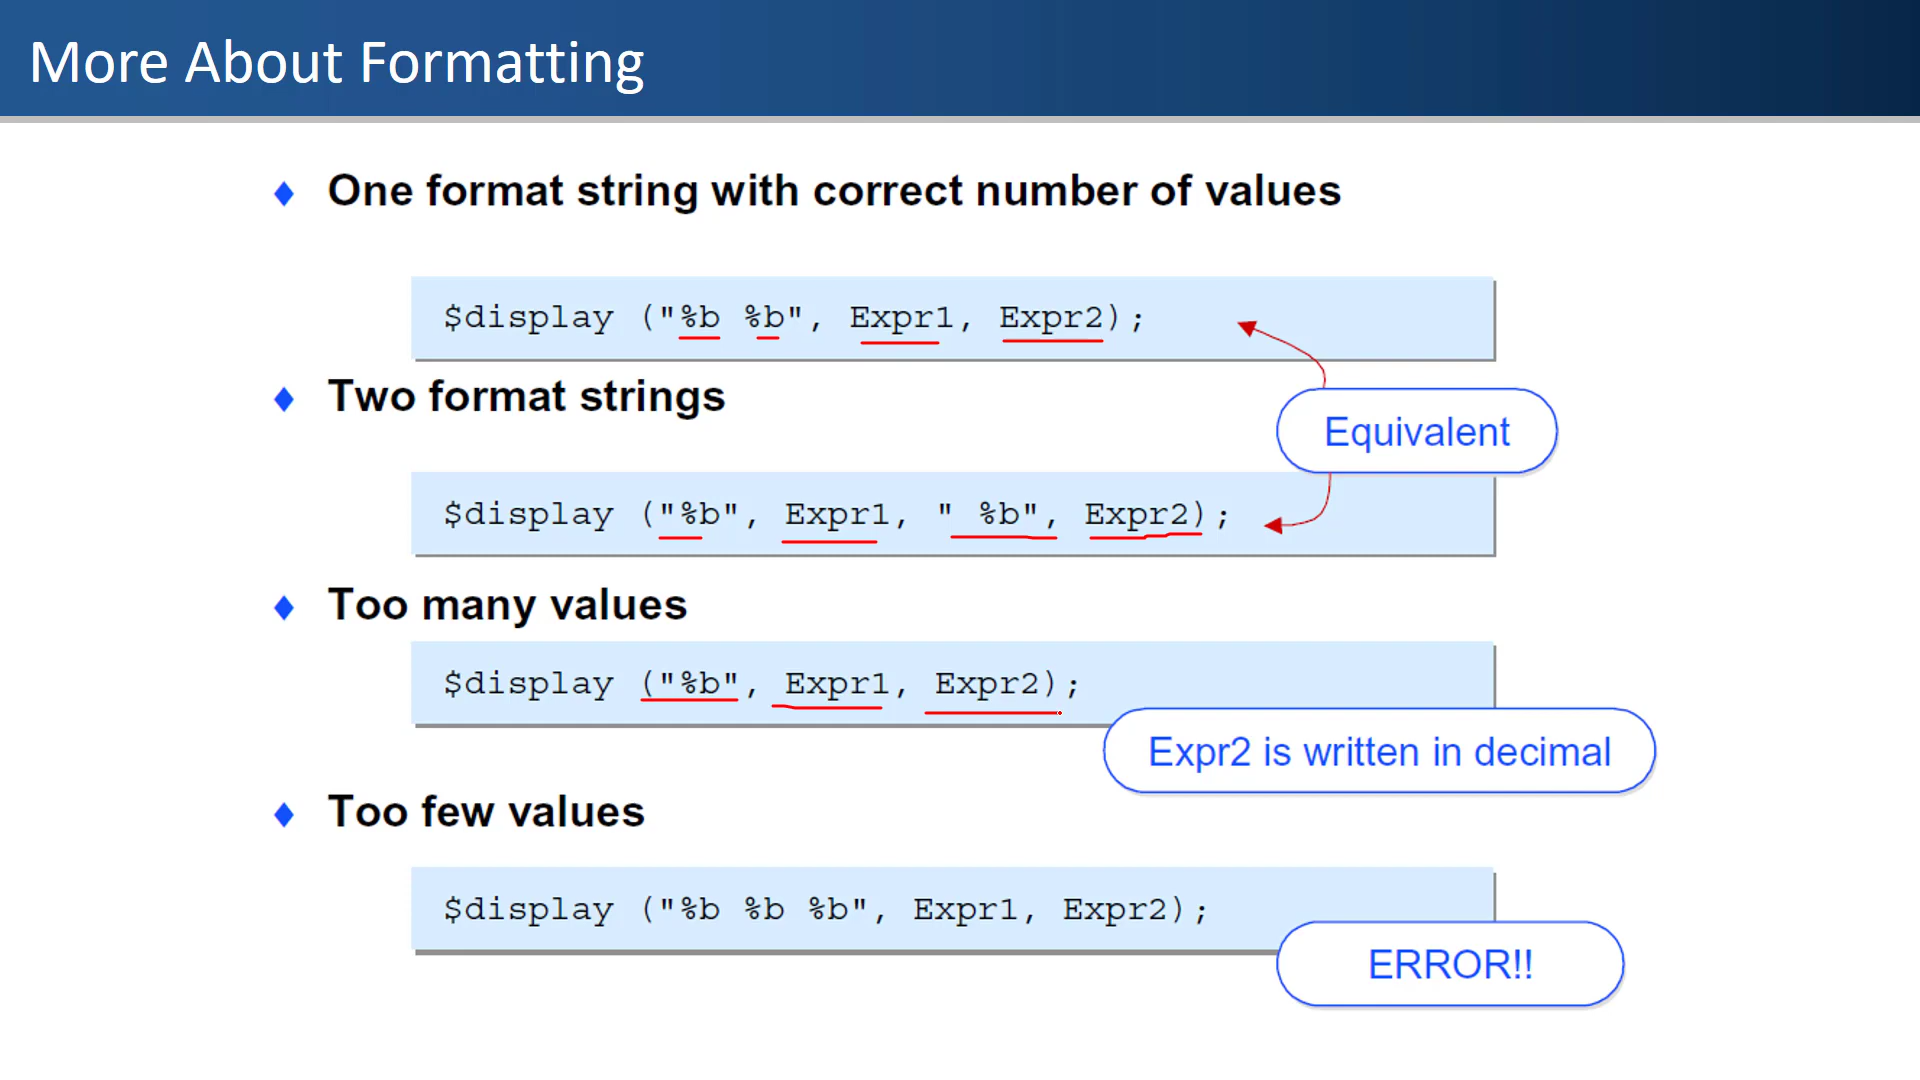 More About Formatting
One format string with correct number of values
$display ("%b %b", Expr1, Expr2);
Two format strings
Equivalent
$display ("%b", Expr1, " %b", Expr2);
Too many values
$display ("%b", Expr1, Expr2);
Expr2 is written in decimal
Too few values
$display ("%b %b %b", Expr1, Expr2);
ERROR!!